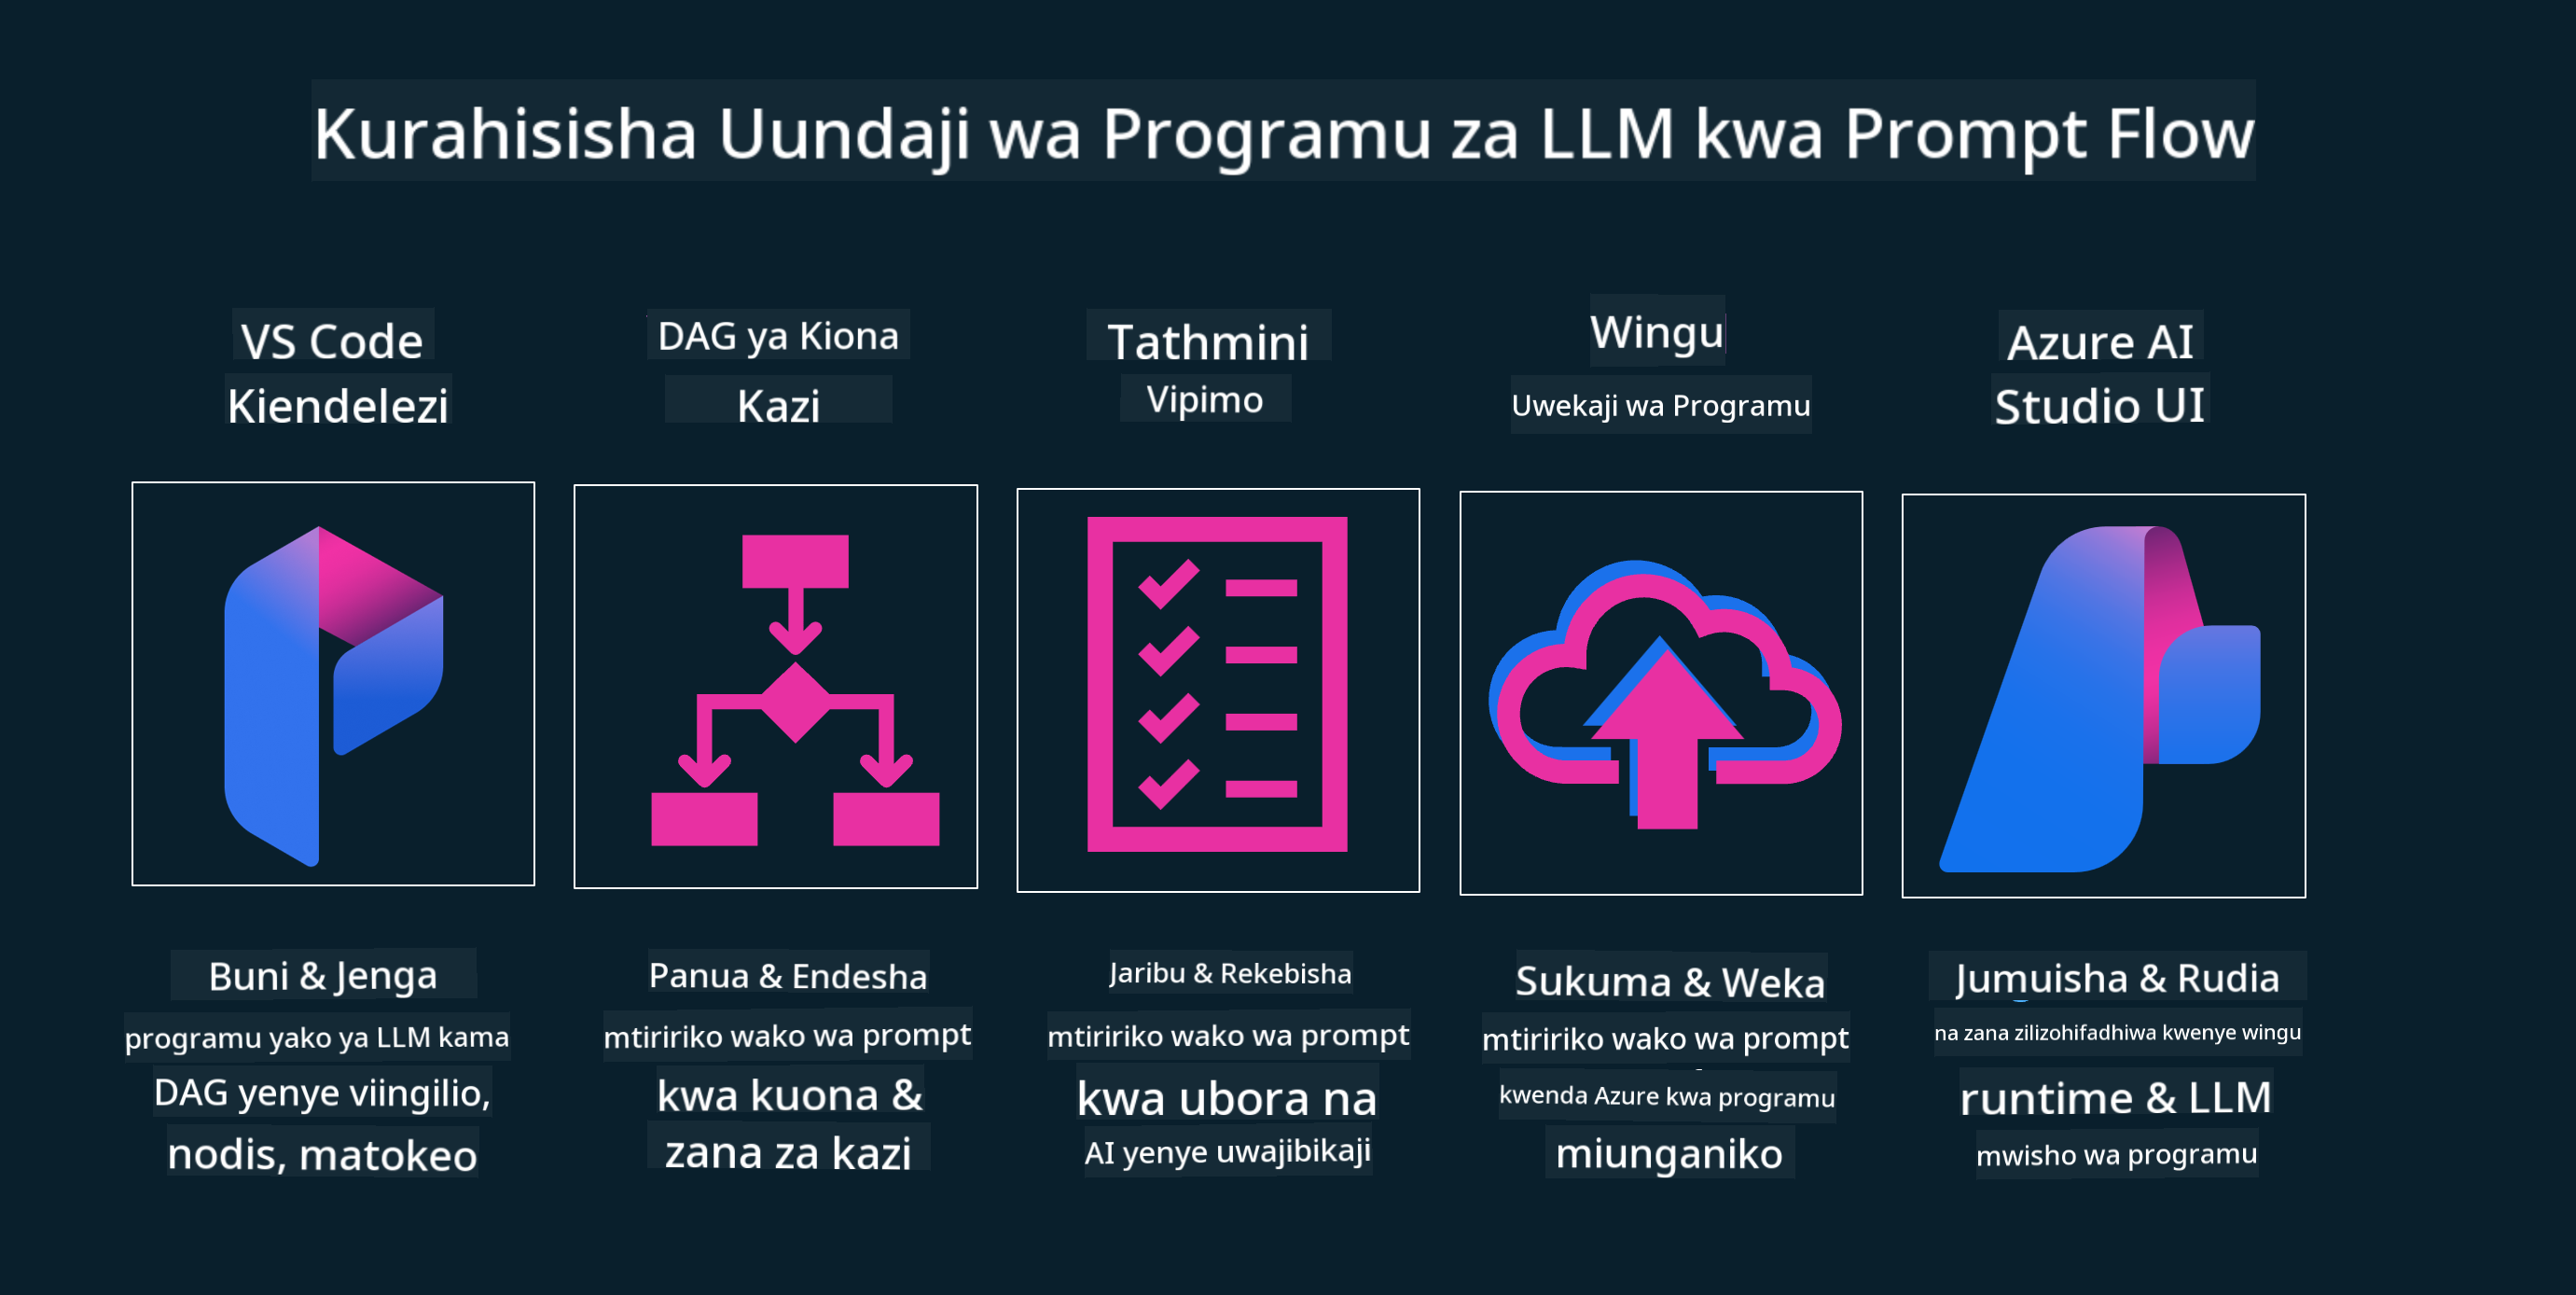 Kurahisisha Uundaji wa Programu za LLM kwa Prompt Flow
VS Code
Kiendelezi
DAG ya Kiona
Kazi
Tathmini
Vipimo
Wingu
Uwekaji wa Programu
Azure AI
Studio UI
Buni & Jenga
programu yako ya LLM kama
DAG yenye viingilio,
nodis, matokeo
Panua & Endesha
mtiririko wako wa prompt
kwa kuona &
zana za kazi
Jaribu & Rekebisha
mtiririko wako wa prompt
kwa ubora na
AI yenye uwajibikaji
Sukuma & Weka
mtiririko wako wa prompt
kwenda Azure kwa programu
miunganiko
Jumuisha & Rudia
na zana zilizohifadhiwa kwenye wingu
runtime & LLM
mwisho wa programu